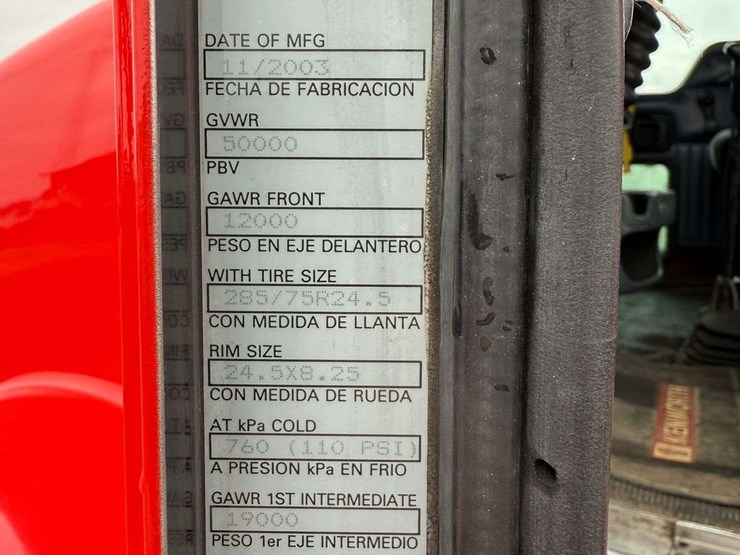 DATE OF MFG
11/2003
FECHA DE FABRICACION
GVWR
50000
PBV
GAWR FRONT
12000
PESO EN EJE DELANTERO
WITH TIRE SIZE
285/75R24.5
CON MEDIDA DE LLANTA
RIM SIZE
24.5X8.25
CON MEDIDA DE RUEDA
AT kPa COLD
760 (110 PSI)
A PRESION kPa EN FRIO
GAWR 1ST INTERMEDIATE
19000
PESO 1er EJE INTERMEDIO
KENWORTH